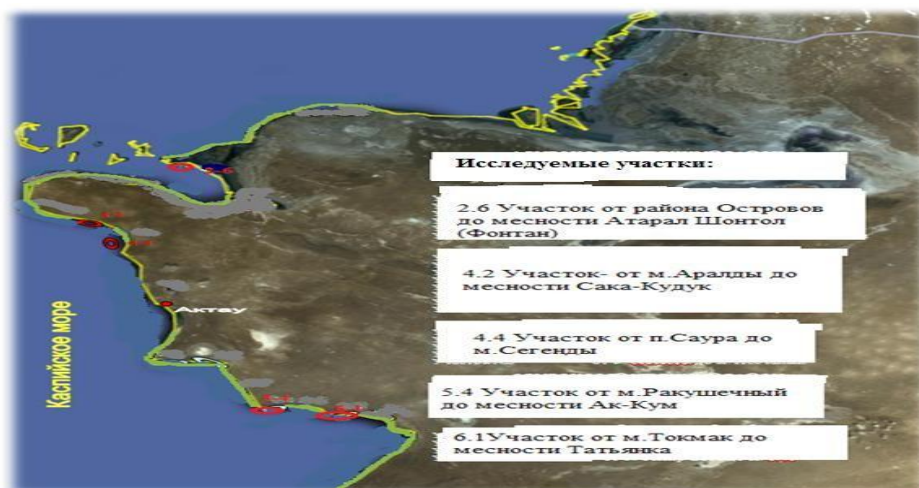 Исследуемые участки:
2.6 Участок от района Островов
до месности Атарал Шонтол
(Фонтан)
4.2 Участок- от м.Аралды до
месности Сака-Кудук
4.4 Участок от п.Саура до
м.Сегенды
5.4 Участок от м.Ракушечный
до месности Ак-Кум
6.1Участок от м.Токмак до
месности Татьянка
Актау
Каспийское море